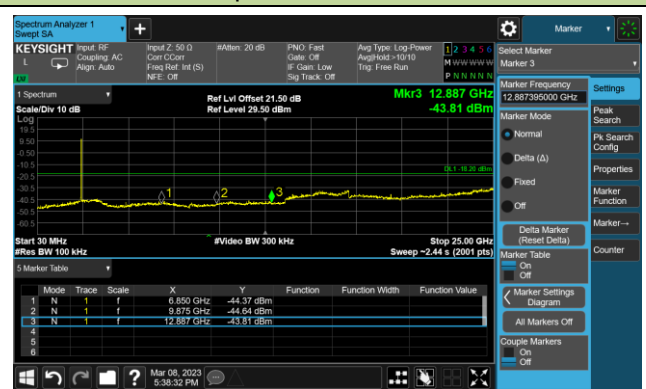 Spectrum Analyzer 1
Swept SA
Marker
KEYSIGHT Input: RF Input Z: 50 Ω #Atten: 20 dB PNO: Fast Avg Type: Log-Power 1 2 3 4 5 6
L Coupling: AC Corr CCorr Gate: Off Avg|Hold:>10/10 M W W W W W
Align: Auto Freq Ref: Int (S) IF Gain: Low Trig: Free Run
LW NFE: Off Sig Track: Off P N N N N N
Select Marker
Marker 3
1 Spectrum
Scale/Div 10 dB
Ref Lvl Offset 21.50 dB
Ref Level 29.50 dBm
Mkr3 12.887 GHz
-43.81 dBm
Log
19.5
9.50
-0.50
-10.5
-20.5
-30.5
-40.5
-50.5
-60.5
DL1 -18.20 dBm
1
2
3
Start 30 MHz #Video BW 300 kHz Stop 25.00 GHz
#Res BW 100 kHz Sweep ~2.44 s (2001 pts)
5 Marker Table
Mode Trace Scale X Y Function Function Width Function Value
1 N 1 f 6.850 GHz -44.37 dBm
2 N 1 f 9.875 GHz -44.64 dBm
3 N 1 f 12.887 GHz -43.81 dBm
4
5
6
Marker Frequency
12.887395000 GHz
Marker Mode
Normal
Delta (Δ)
Fixed
Off
Delta Marker
(Reset Delta)
Marker Table
On
Off
Marker Settings
Diagram
All Markers Off
Couple Markers
On
Off
Settings
Peak
Search
Pk Search
Config
Properties
Marker
Function
Marker→
Counter
?
Mar 08, 2023
5:38:32 PM